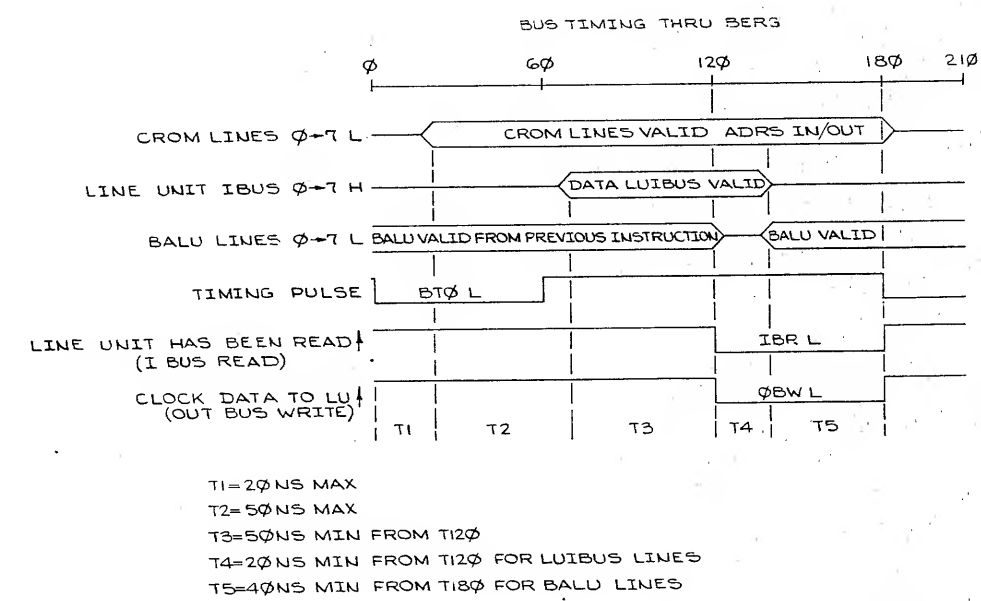 BUS TIMING THRU BERG
Ø 6Ø 12Ø 18Ø 21Ø
CROM LINES Ø→7 L CROM LINES VALID ADRS IN/OUT
LINE UNIT IBUS Ø→7 H DATA LUIBUS VALID
BALU LINES Ø→7 L BALU VALID FROM PREVIOUS INSTRUCTION BALU VALID
TIMING PULSE BTØ L
LINE UNIT HAS BEEN READ IBR L
(I BUS READ)
CLOCK DATA TO LU ØBW L
(OUT BUS WRITE)
T1 T2 T3 T4 T5
T1=2Ø NS MAX
T2=5Ø NS MAX
T3=5ØNS MIN FROM T12Ø
T4=2ØNS MIN FROM T12Ø FOR LUIBUS LINES
T5=4ØNS MIN FROM T18Ø FOR BALU LINES